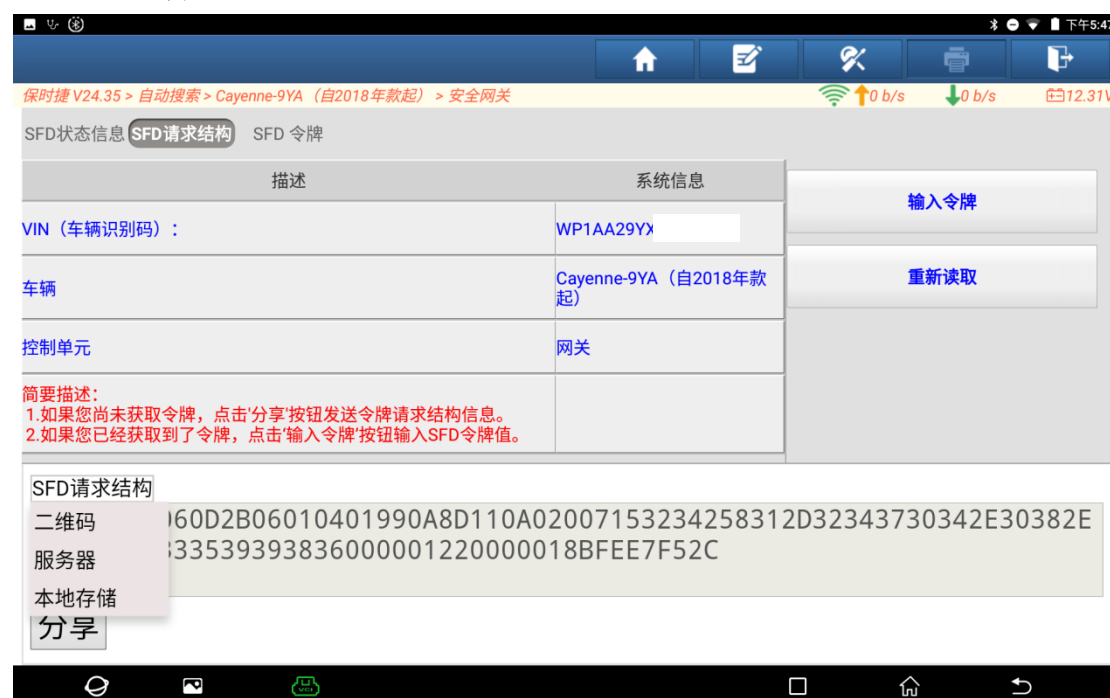 下午5:47
保时捷 V24.35 > 自动搜索 > Cayenne-9YA（自2018年款起） > 安全网关
0 b/s
0 b/s
12.31V
SFD状态信息
SFD请求结构
SFD 令牌
描述
系统信息
VIN（车辆识别码）：
WP1AA29YX
输入令牌
车辆
Cayenne-9YA（自2018年款
起）
重新读取
控制单元
网关
简要描述：
1.如果您尚未获取令牌，点击'分享'按钮发送令牌请求结构信息。
2.如果您已经获取到了令牌，点击'输入令牌'按钮输入SFD令牌值。
SFD请求结构
二维码
服务器
本地存储
060D2B06010401990A8D110A02007153234258312D32343730342E30382E
3335393938360000001220000018BFEE7F52C
分享
VCI